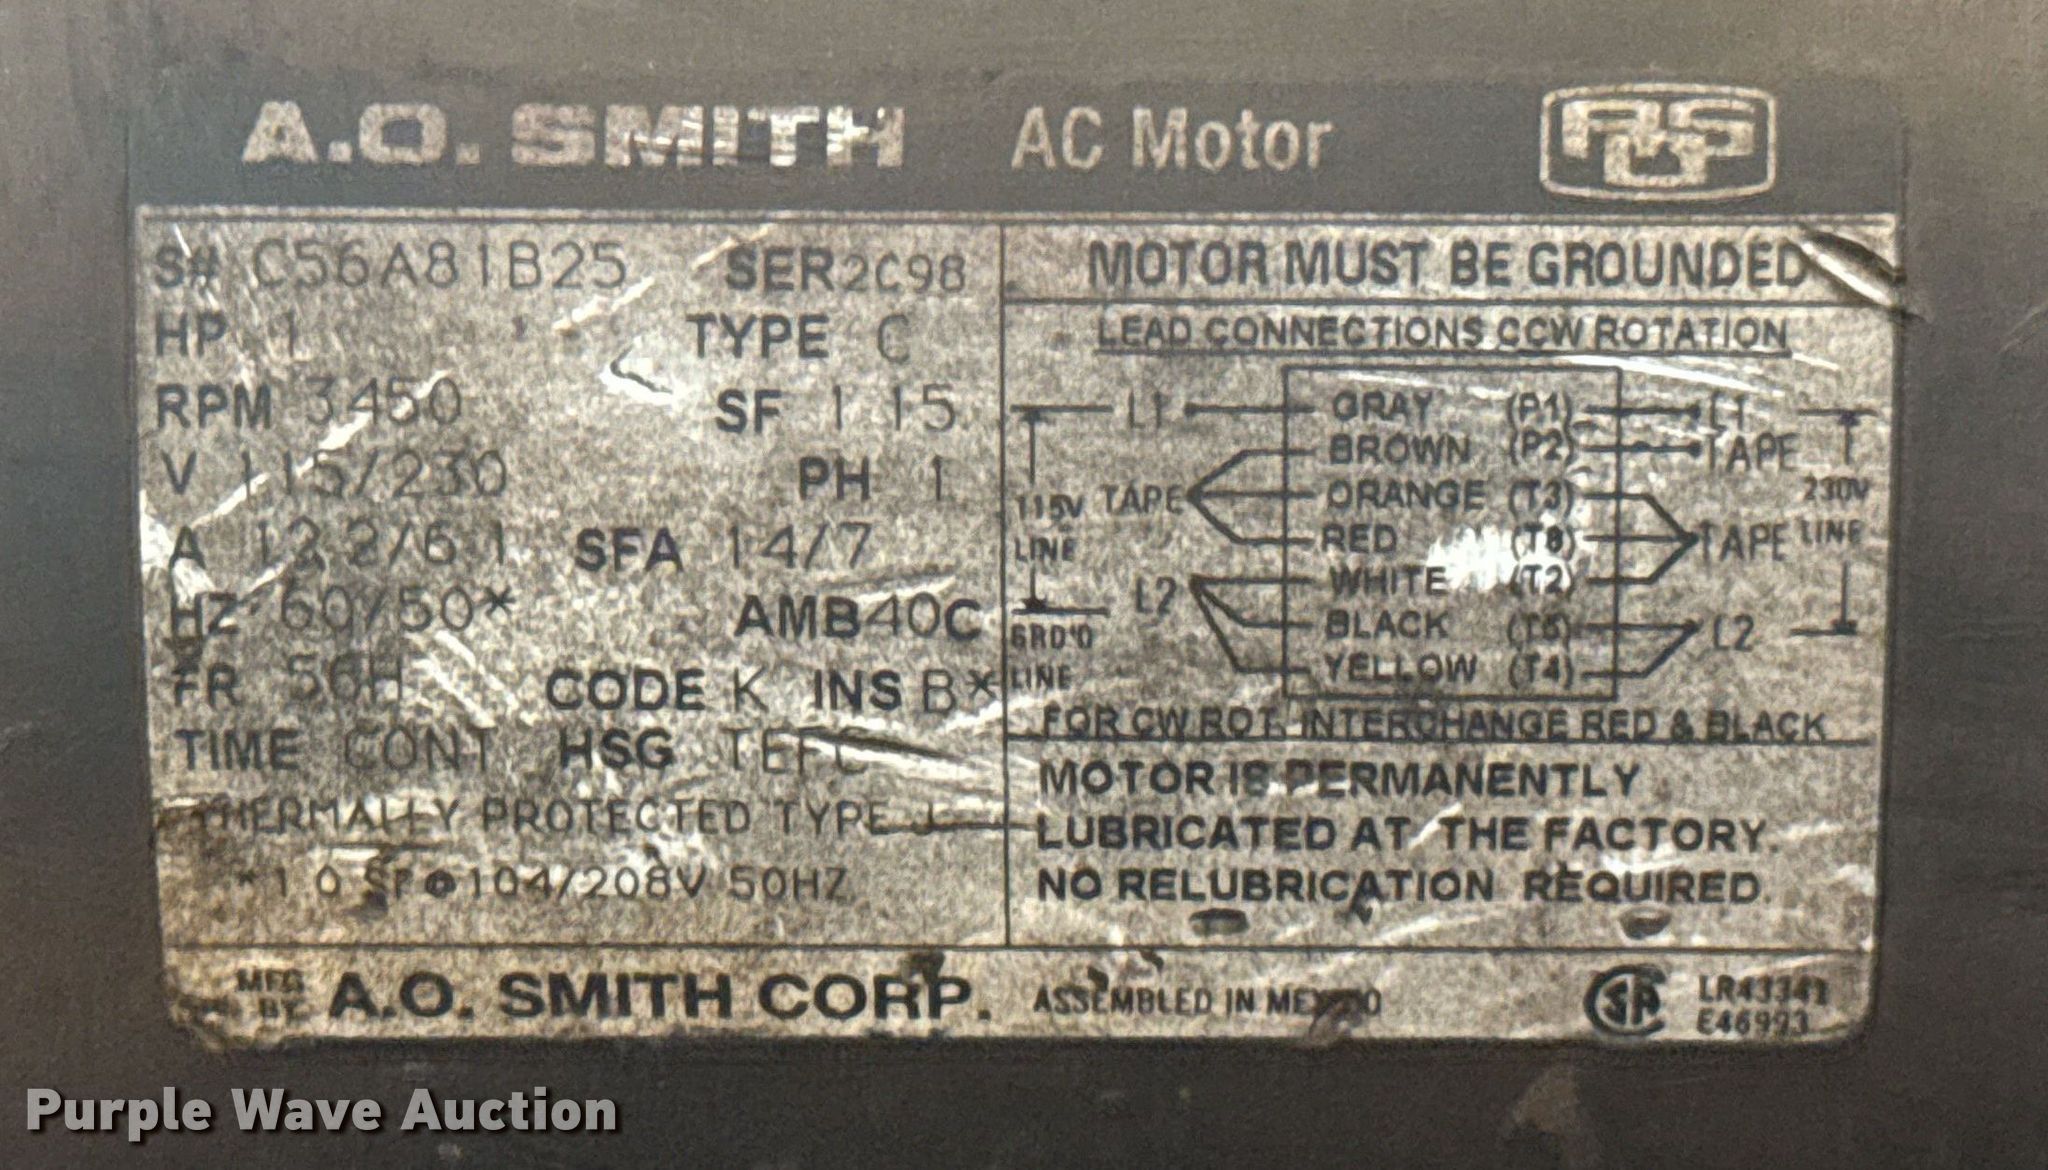 A.O. SMITH AC Motor AOS
S# C56A81B25 SER 2C98
HP 1 TYPE C
RPM 3450 SF 1 15
V 115/230 PH 1
A 12 2/6 1 SFA 14/7
HZ 60/50* AMB 40C
FR 56H CODE K INS B*
TIME CONT HSG TEFC
THERMALLY PROTECTED TYPE J
*1 0 SF@104/208V 50HZ
MOTOR MUST BE GROUNDED
LEAD CONNECTIONS CCW ROTATION
L1 GRAY (P1) L1
BROWN (P2) TAPE
115V TAPE ORANGE (T3) 230V
LINE RED (T8) TAPE LINE
L2 WHITE (T2)
GRD'D BLACK (T5) L2
LINE YELLOW (T4)
FOR CW ROT. INTERCHANGE RED & BLACK
MOTOR IS PERMANENTLY
LUBRICATED AT THE FACTORY.
NO RELUBRICATION REQUIRED.
MFG. BY A.O. SMITH CORP. ASSEMBLED IN MEXICO
LR43341
E46993
Purple Wave Auction